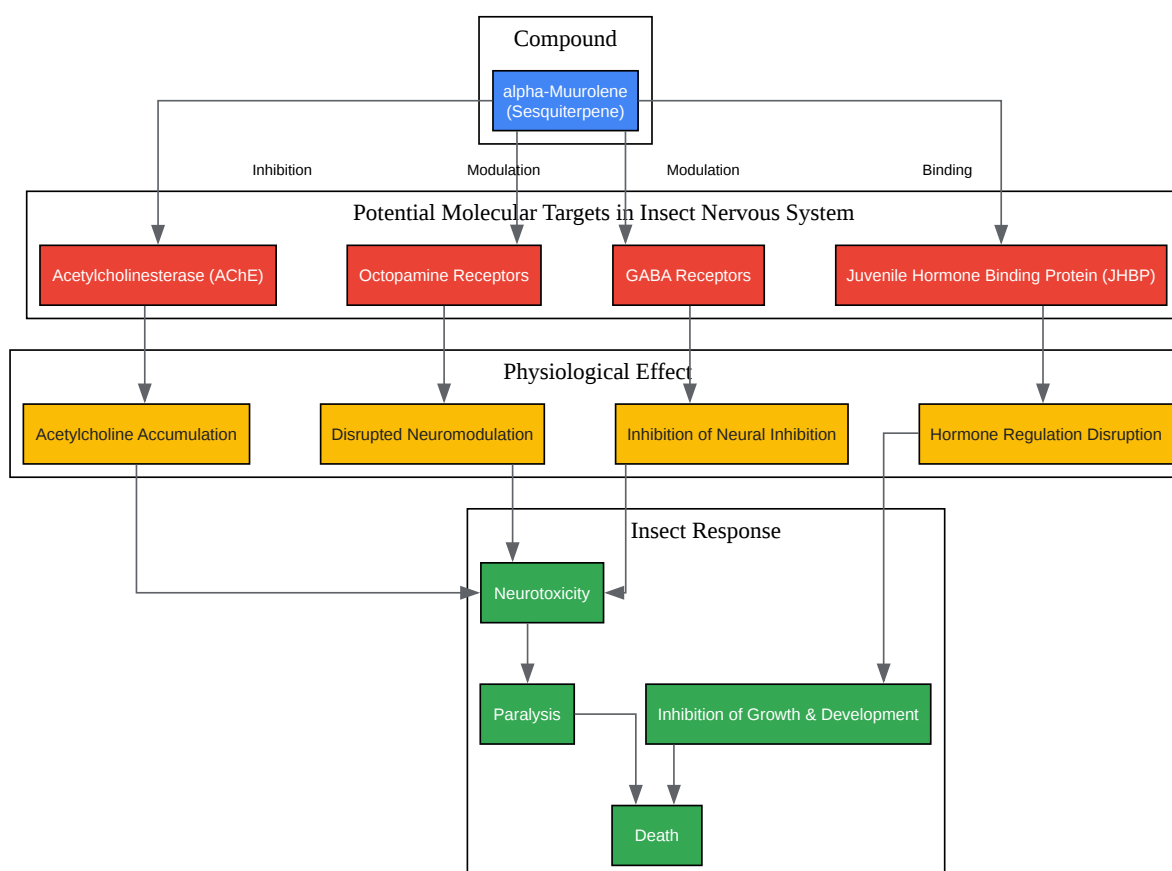 Compound
alpha-Muurolene
(Sesquiterpene)
Inhibition
Modulation
Modulation
Binding
Potential Molecular Targets in Insect Nervous System
Acetylcholinesterase (AChE)
Octopamine Receptors
GABA Receptors
Juvenile Hormone Binding Protein (JHBP)
Physiological Effect
Acetylcholine Accumulation
Disrupted Neuromodulation
Inhibition of Neural Inhibition
Hormone Regulation Disruption
Insect Response
Neurotoxicity
Paralysis
Inhibition of Growth & Development
Death